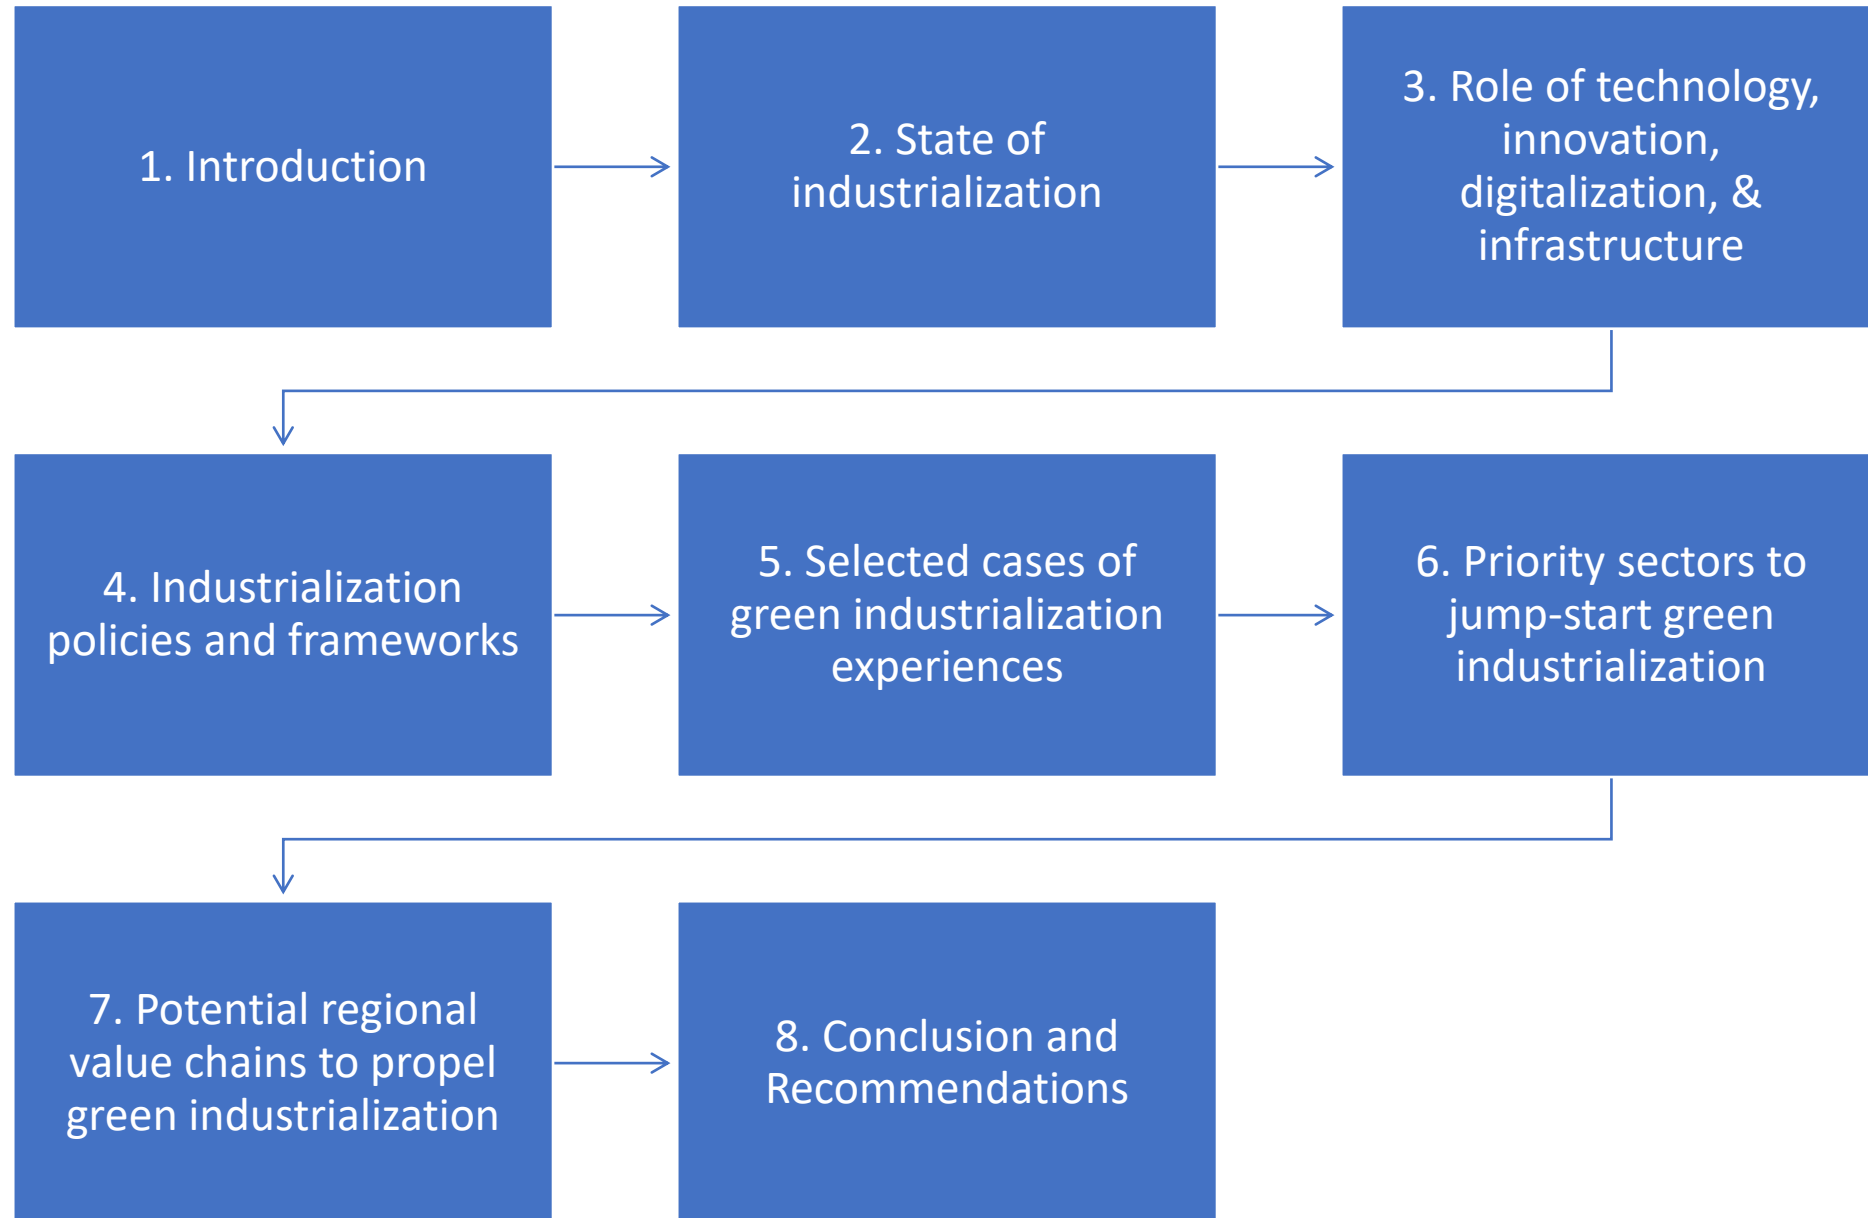 1. Introduction
2. State of
industrialization
3. Role of technology,
innovation,
digitalization, &
infrastructure
4. Industrialization
policies and frameworks
5. Selected cases of
green industrialization
experiences
6. Priority sectors to
jump-start green
industrialization
7. Potential regional
value chains to propel
green industrialization
8. Conclusion and
Recommendations